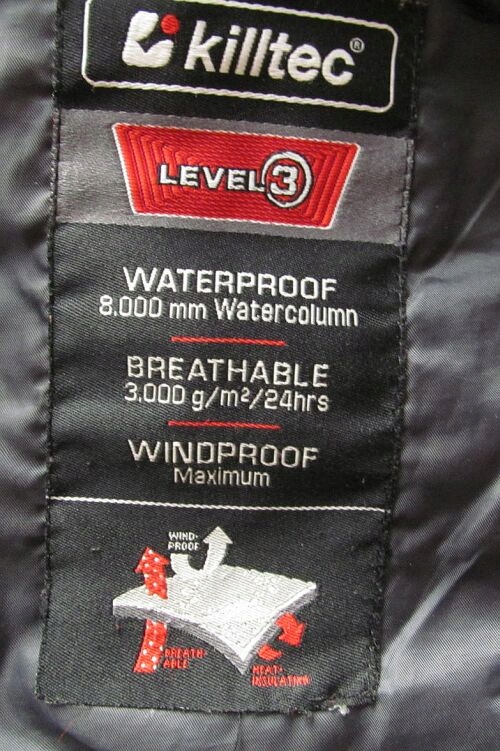 killtec®
LEVEL 3
WATERPROOF
8.000 mm Watercolumn
BREATHABLE
3.000 g/m²/24hrs
WINDPROOF
Maximum
WIND-
PROOF
BREATH-
ABLE
HEAT-
INSULATING